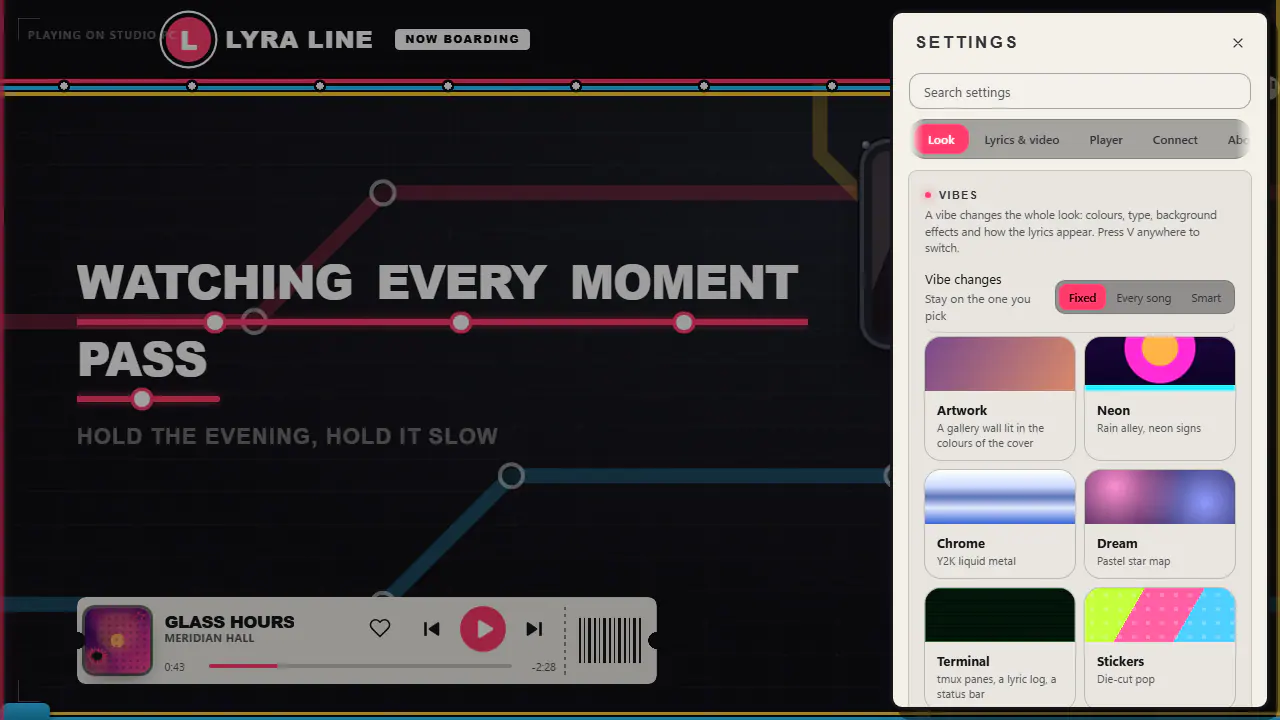 PLAYING ON STUDIO PC
L
LYRA LINE
NOW BOARDING
WATCHING EVERY MOMENT
PASS
HOLD THE EVENING, HOLD IT SLOW
GLASS HOURS
MERIDIAN HALL
0:43
-2:28
SETTINGS
Search settings
Look
Lyrics & video
Player
Connect
VIBES
A vibe changes the whole look: colours, type, background
effects and how the lyrics appear. Press V anywhere to
switch.
Vibe changes
Stay on the one you
pick
Fixed
Every song
Smart
Artwork
A gallery wall lit in the
colours of the cover
Neon
Rain alley, neon signs
Chrome
Y2K liquid metal
Dream
Pastel star map
Terminal
tmux panes, a lyric log, a
status bar
Stickers
Die-cut pop